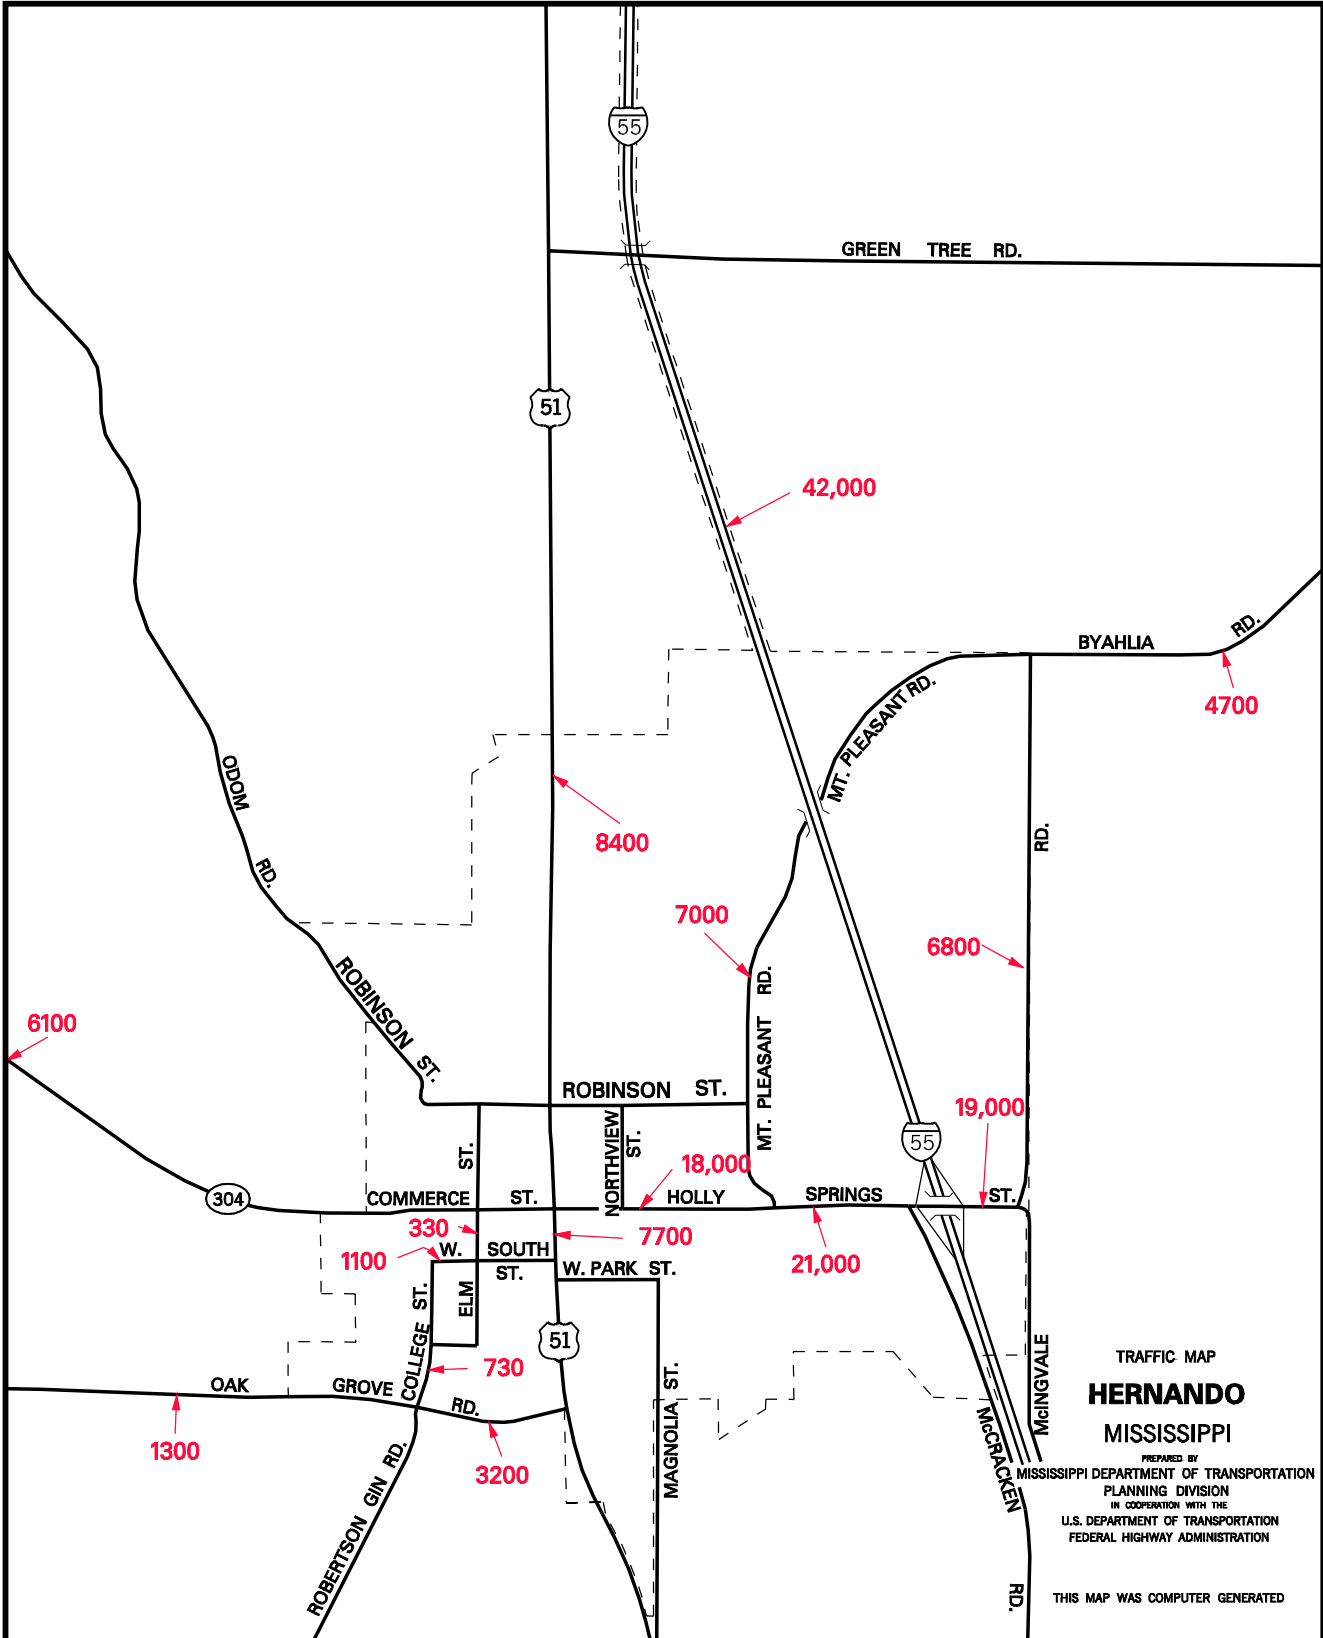 55
GREEN TREE RD.
51
42,000
BYAHLIA RD.
4700
MT. PLEASANT RD.
ODOM RD.
8400
RD.
7000
6800
MT. PLEASANT RD.
ROBINSON ST.
6100
ROBINSON ST.
19,000
55
NORTHVIEW ST.
ST.
18,000
304
COMMERCE ST.
HOLLY SPRINGS ST.
330
7700
1100
W. SOUTH ST.
21,000
W. PARK ST.
ELM
COLLEGE ST.
51
730
McINGVALE
MAGNOLIA ST.
OAK GROVE RD.
1300
3200
ROBERTSON GIN RD.
McCRACKEN RD.
TRAFFIC MAP
HERNANDO
MISSISSIPPI
PREPARED BY
MISSISSIPPI DEPARTMENT OF TRANSPORTATION
PLANNING DIVISION
IN COOPERATION WITH THE
U.S. DEPARTMENT OF TRANSPORTATION
FEDERAL HIGHWAY ADMINISTRATION
THIS MAP WAS COMPUTER GENERATED